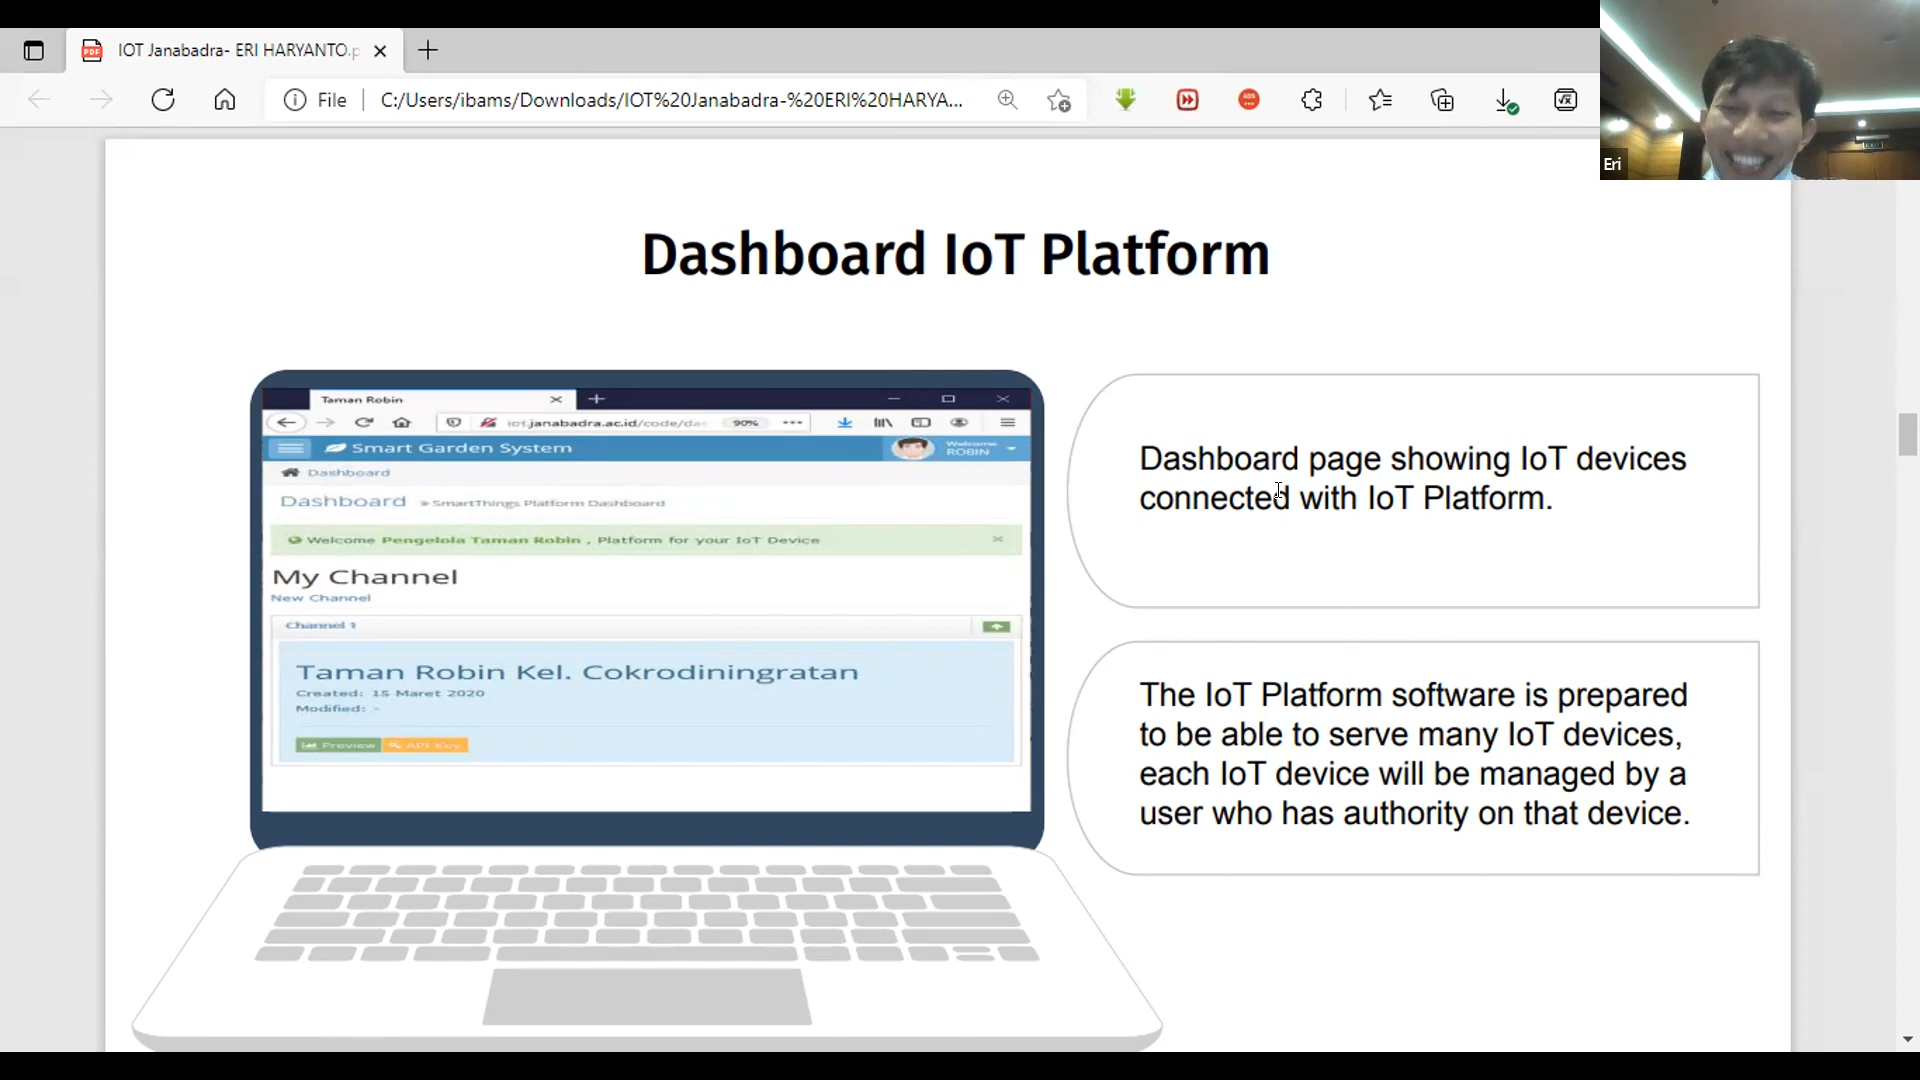 IOT Janabadra- ERI HARYANTO.p
File
C:/Users/ibams/Downloads/IOT%20Janabadra-%20ERI%20HARYA...
Eri
Dashboard IoT Platform
Taman Robin
iot.janabadra.ac.id/code/da
90%
Smart Garden System
Welcome
ROBIN
Dashboard
Dashboard » SmartThings Platform Dashboard
Welcome Pengelola Taman Robin , Platform for your IoT Device
My Channel
New Channel
Channel 1
Taman Robin Kel. Cokrodiningratan
Created: 15 Maret 2020
Modified: -
Preview API Key
Dashboard page showing IoT devices
connected with IoT Platform.
The IoT Platform software is prepared
to be able to serve many IoT devices,
each IoT device will be managed by a
user who has authority on that device.